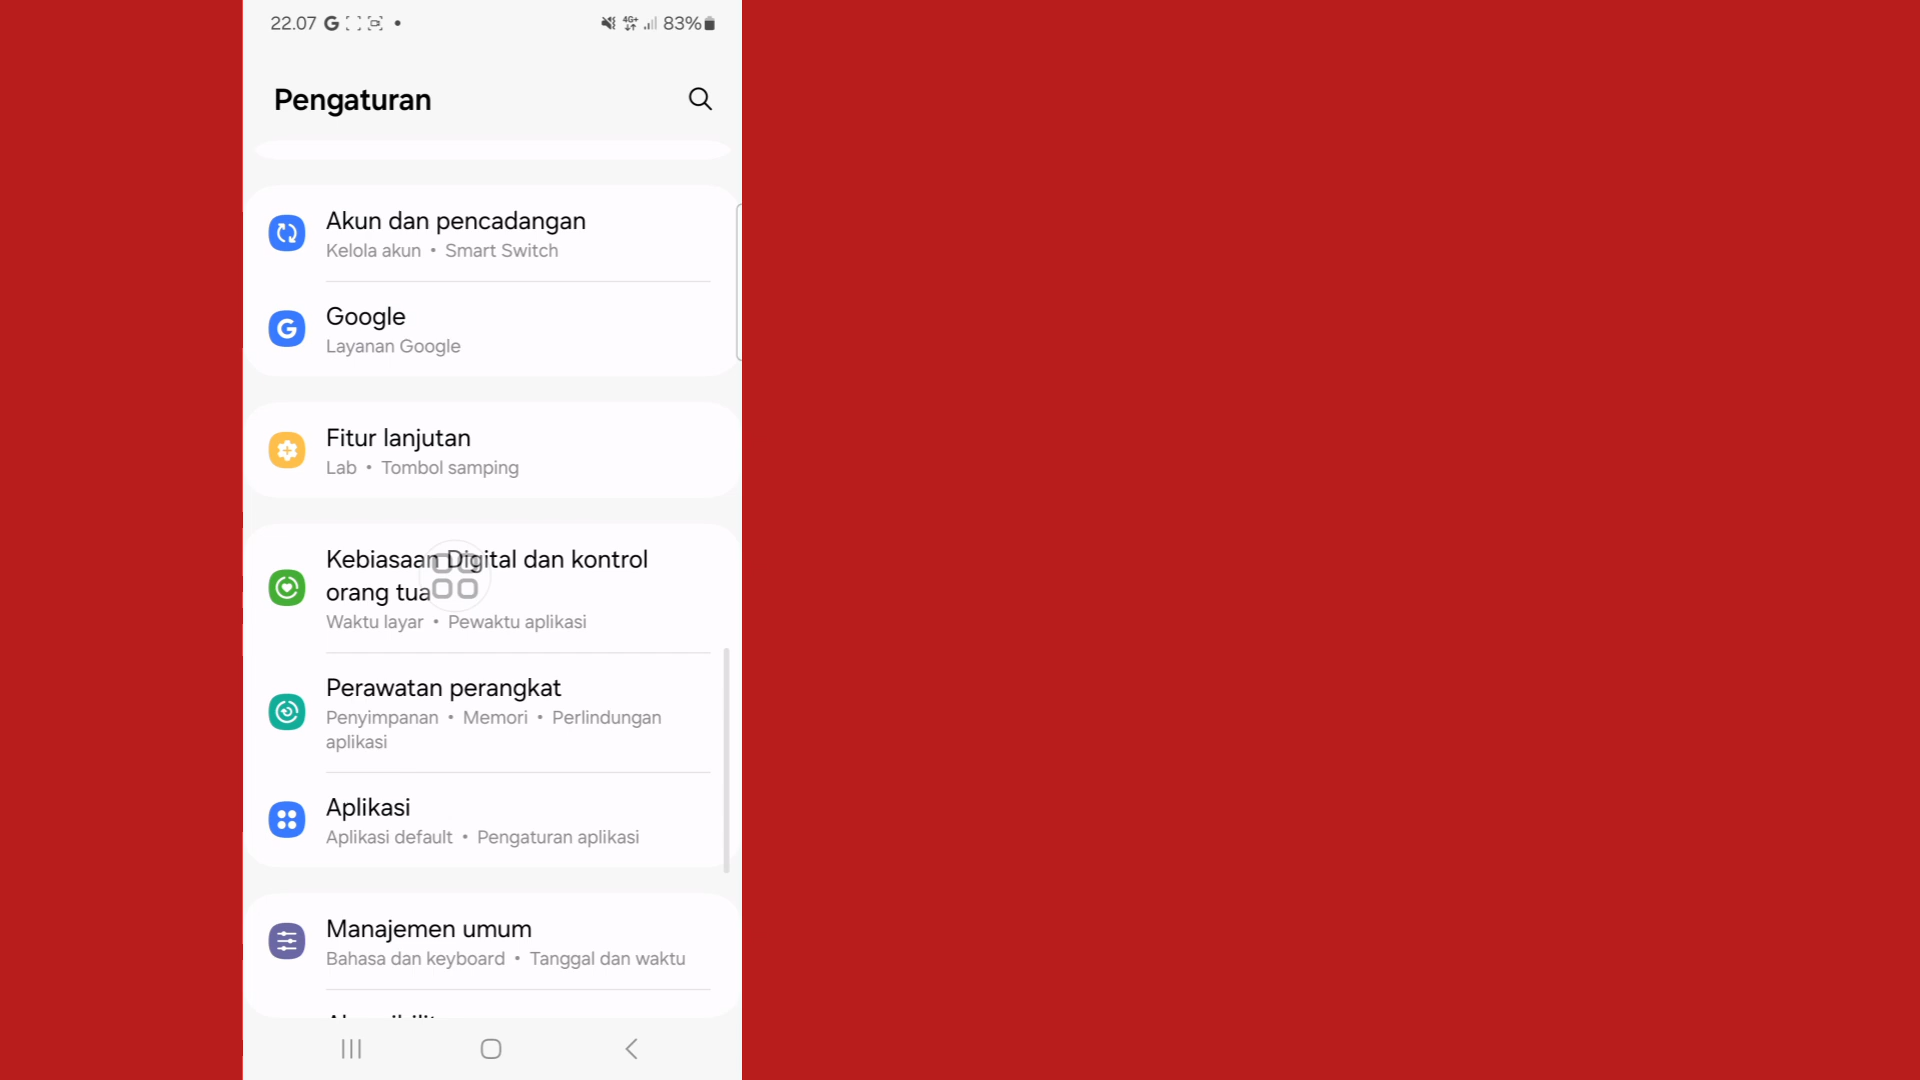 22.07
4G+
83%
Pengaturan
Akun dan pencadangan
Kelola akun • Smart Switch
Google
Layanan Google
Fitur lanjutan
Lab • Tombol samping
Kebiasaan Digital dan kontrol
orang tua
Waktu layar • Pewaktu aplikasi
Perawatan perangkat
Penyimpanan • Memori • Perlindungan
aplikasi
Aplikasi
Aplikasi default • Pengaturan aplikasi
Manajemen umum
Bahasa dan keyboard • Tanggal dan waktu